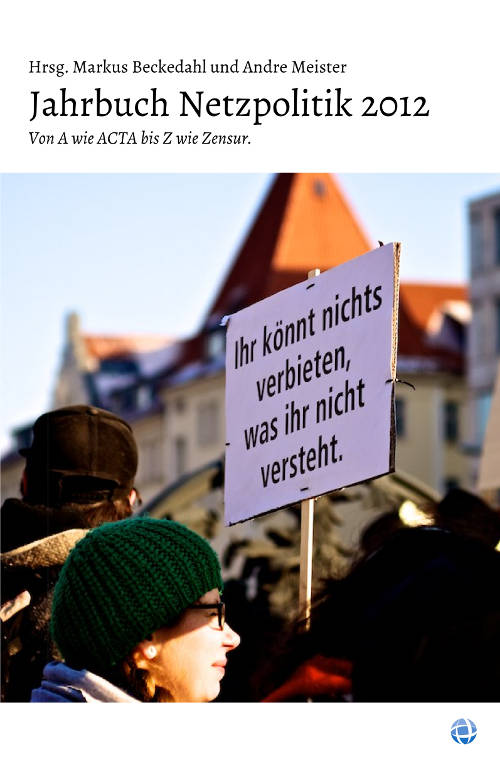 Hrsg. Markus Beckedahl und Andre Meister
Jahrbuch Netzpolitik 2012
Von A wie ACTA bis Z wie Zensur.
Ihr könnt nichts
verbieten,
was ihr nicht
versteht.